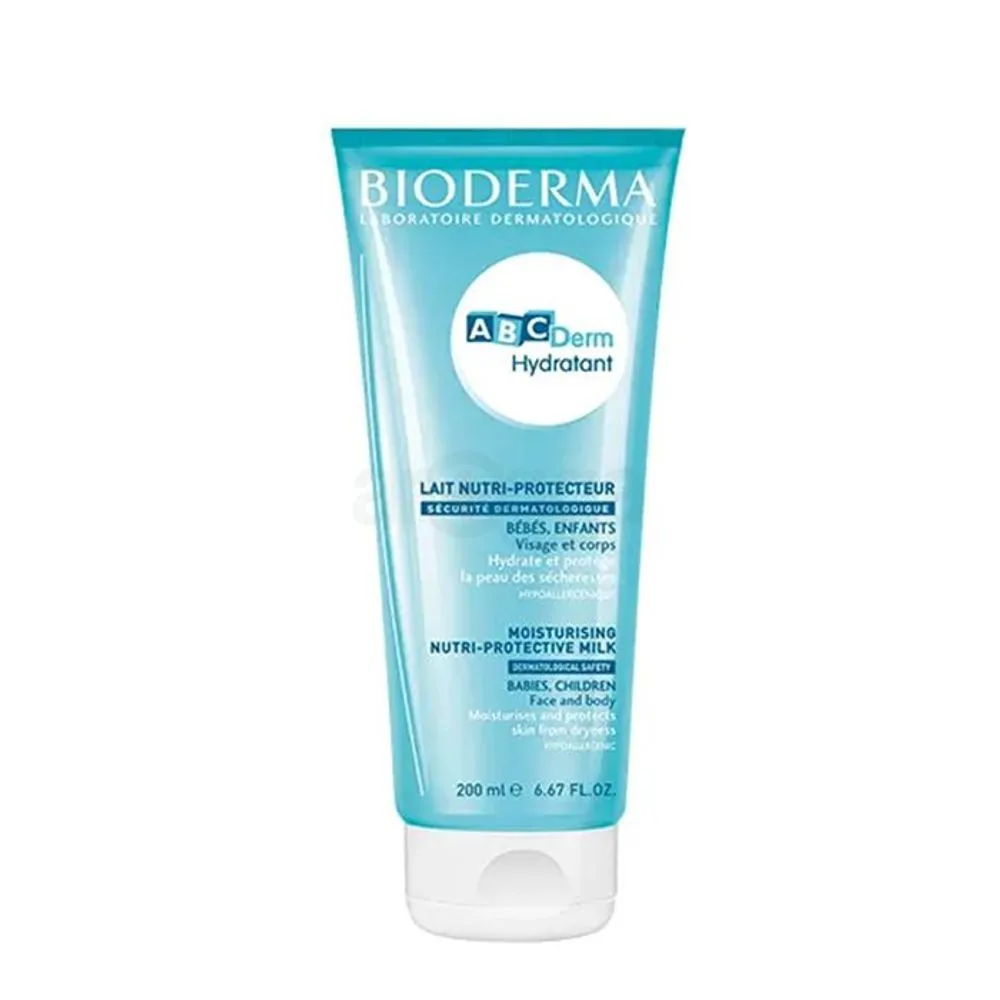 BIODERMA
LABORATOIRE DERMATOLOGIQUE
ABCDerm
Hydratant
LAIT NUTRI-PROTECTEUR
SÉCURITÉ DERMATOLOGIQUE
BÉBÉS, ENFANTS
Visage et corps
Hydrate et protège
la peau des sécheresses
HYPOALLERGÉNIQUE
MOISTURISING
NUTRI-PROTECTIVE MILK
DERMATOLOGICAL SAFETY
BABIES, CHILDREN
Face and body
Moisturises and protects
skin from dryness
HYPOALLERGENIC
200 ml e 6.67 FL.OZ.